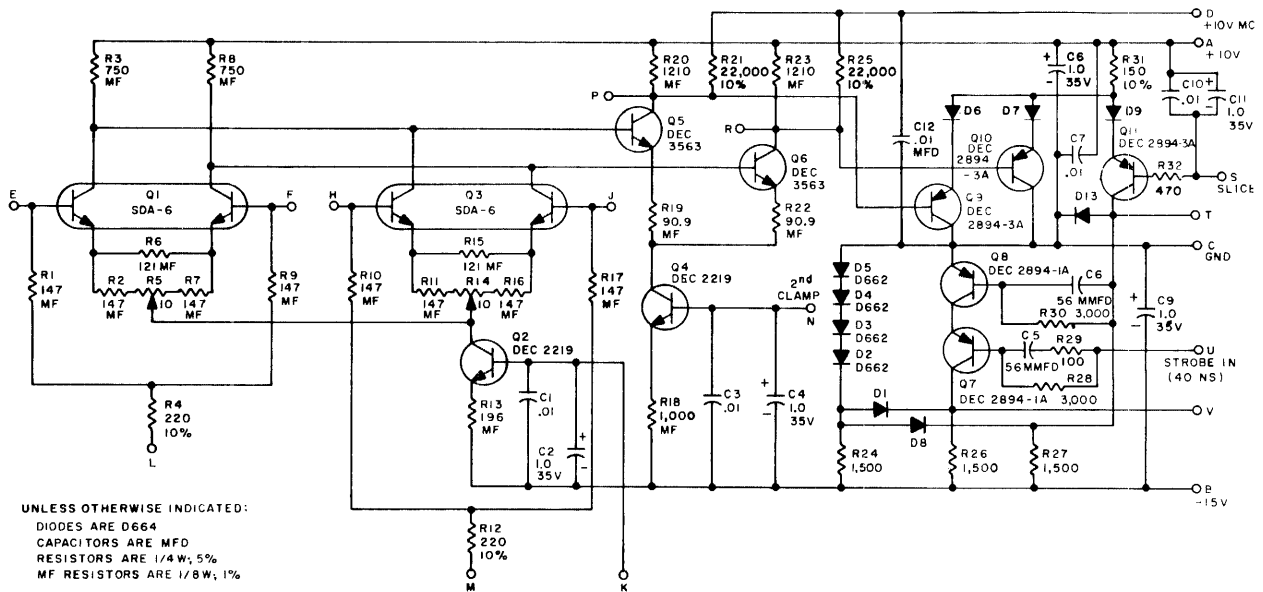 D
+10V MC
A
+10V
R3
750
MF
R8
750
MF
R20
1210
MF
R21
22,000
10%
R23
1210
MF
R25
22,000
10%
C6
1.0
35V
R31
150
10%
C10
.01
C11
1.0
35V
P
Q5
DEC
3563
R
Q6
DEC
3563
C12
.01
MFD
D6
D7
D9
Q10
DEC
2894
-3A
C7
.01
Q11
DEC 2894-3A
R32
470
S
SLICE
E
Q1
SDA-6
F
H
Q3
SDA-6
J
Q9
DEC
2894-3A
D13
T
R19
90.9
MF
R22
90.9
MF
C
GND
R6
121 MF
R15
121 MF
R1
147
MF
R2
147
MF
R5
10
R7
147
MF
R9
147
MF
R10
147
MF
R11
147
MF
R14
10
R16
147
MF
R17
147
MF
Q4
DEC 2219
2nd
CLAMP
N
D5
D662
D4
D662
D3
D662
D2
D662
Q8
DEC 2894-1A
C6
56 MMFD
3,000
R30
C9
1.0
35V
Q2
DEC 2219
C5
56MMFD
R29
100
R28
3,000
U
STROBE IN
(40 NS)
Q7
DEC 2894-1A
R13
196
MF
C1
.01
C2
1.0
35V
R18
1,000
MF
C3
.01
C4
1.0
35V
D1
V
D8
R24
1,500
R26
1,500
R27
1,500
R4
220
10%
L
B
-15V
R12
220
10%
M
K
UNLESS OTHERWISE INDICATED:
DIODES ARE D664
CAPACITORS ARE MFD
RESISTORS ARE 1/4W; 5%
MF RESISTORS ARE 1/8W; 1%